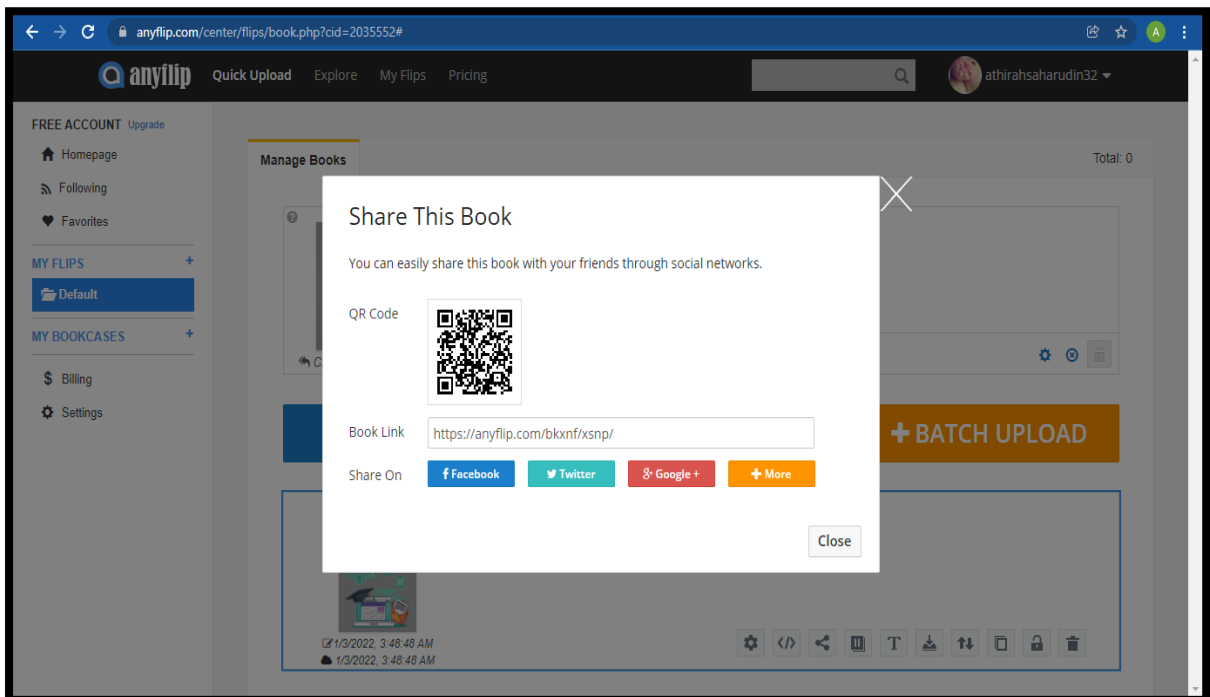 anyflip.com/center/flips/book.php?cid=2035552#
A
anyflip
Quick Upload
Explore
My Flips
Pricing
athirahsaharudin32
FREE ACCOUNT Upgrade
Homepage
Following
Favorites
MY FLIPS +
Default
MY BOOKCASES +
$ Billing
Settings
Manage Books
Total: 0
Share This Book
You can easily share this book with your friends through social networks.
QR Code
Book Link
https://anyflip.com/bkxnf/xsnp/
Share On
f Facebook
Twitter
8+ Google +
+ More
Close
+ BATCH UPLOAD
1/3/2022, 3:48:48 AM
1/3/2022, 3:48:48 AM